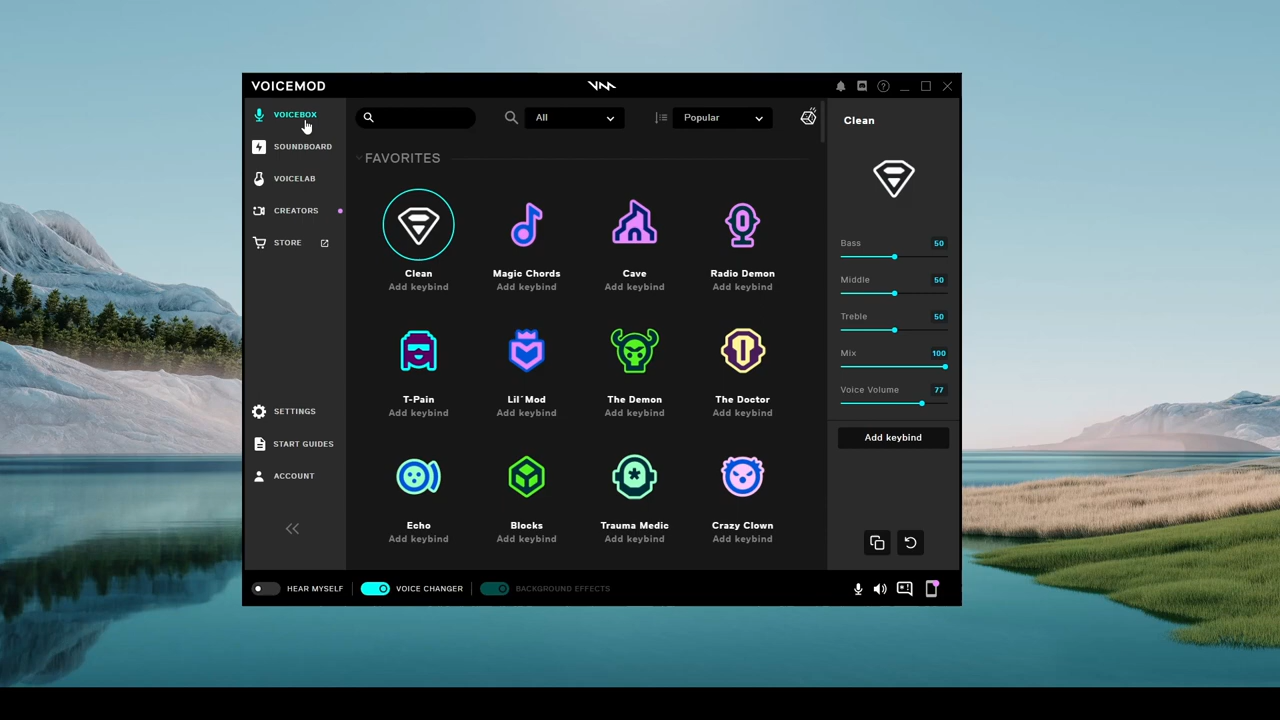 VOICEMOD
VOICEBOX
SOUNDBOARD
VOICELAB
CREATORS
STORE
SETTINGS
START GUIDES
ACCOUNT
All
Popular
FAVORITES
Clean
Add keybind
Magic Chords
Add keybind
Cave
Add keybind
Radio Demon
Add keybind
T-Pain
Add keybind
Lil´Mod
Add keybind
The Demon
Add keybind
The Doctor
Add keybind
Echo
Add keybind
Blocks
Add keybind
Trauma Medic
Add keybind
Crazy Clown
Add keybind
Clean
Bass 50
Middle 50
Treble 50
Mix 100
Voice Volume 77
Add keybind
HEAR MYSELF
VOICE CHANGER
BACKGROUND EFFECTS